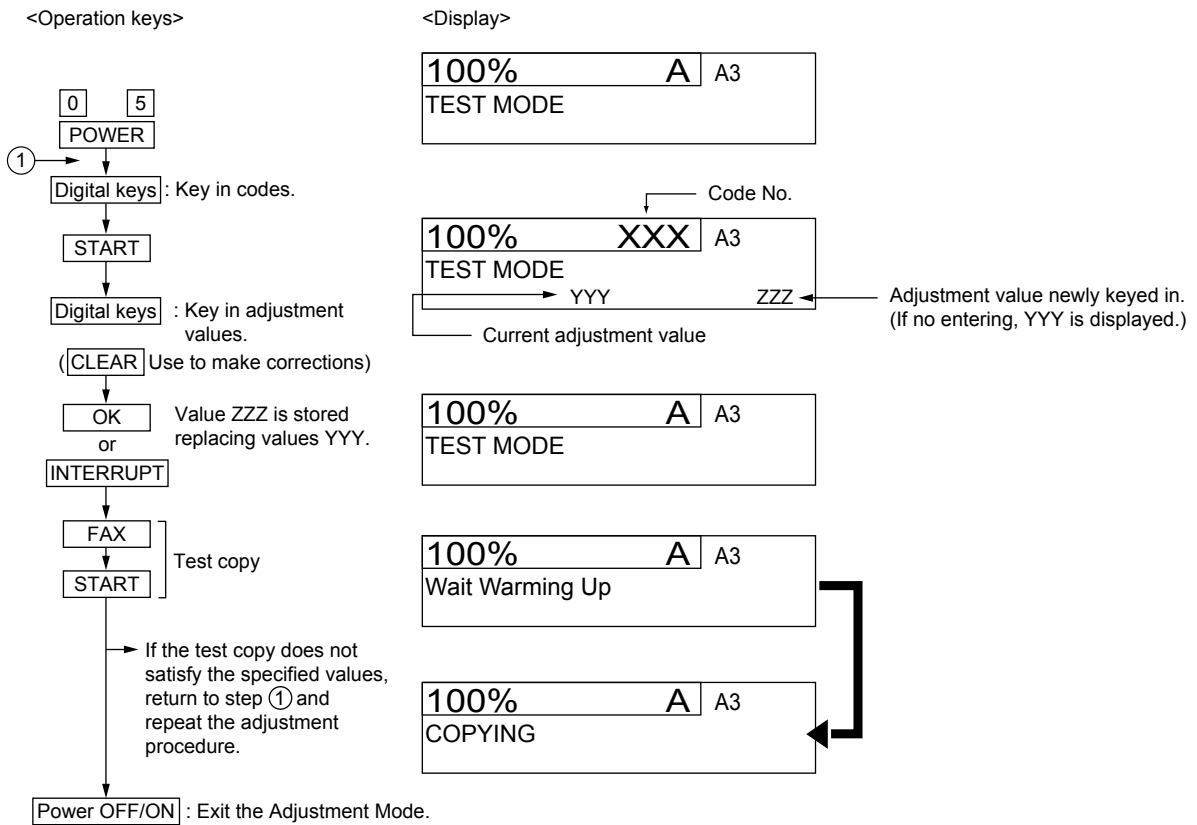 <Operation keys>
<Display>
100% A A3
TEST MODE
0 5
POWER
1
Digital keys : Key in codes.
Code No.
START
100% XXX A3
TEST MODE
YYY ZZZ
Digital keys : Key in adjustment
values.
Current adjustment value
Adjustment value newly keyed in.
(If no entering, YYY is displayed.)
(CLEAR Use to make corrections)
OK
or
INTERRUPT
Value ZZZ is stored
replacing values YYY.
100% A A3
TEST MODE
FAX
START
Test copy
100% A A3
Wait Warming Up
If the test copy does not
satisfy the specified values,
return to step 1 and
repeat the adjustment
procedure.
100% A A3
COPYING
Power OFF/ON : Exit the Adjustment Mode.